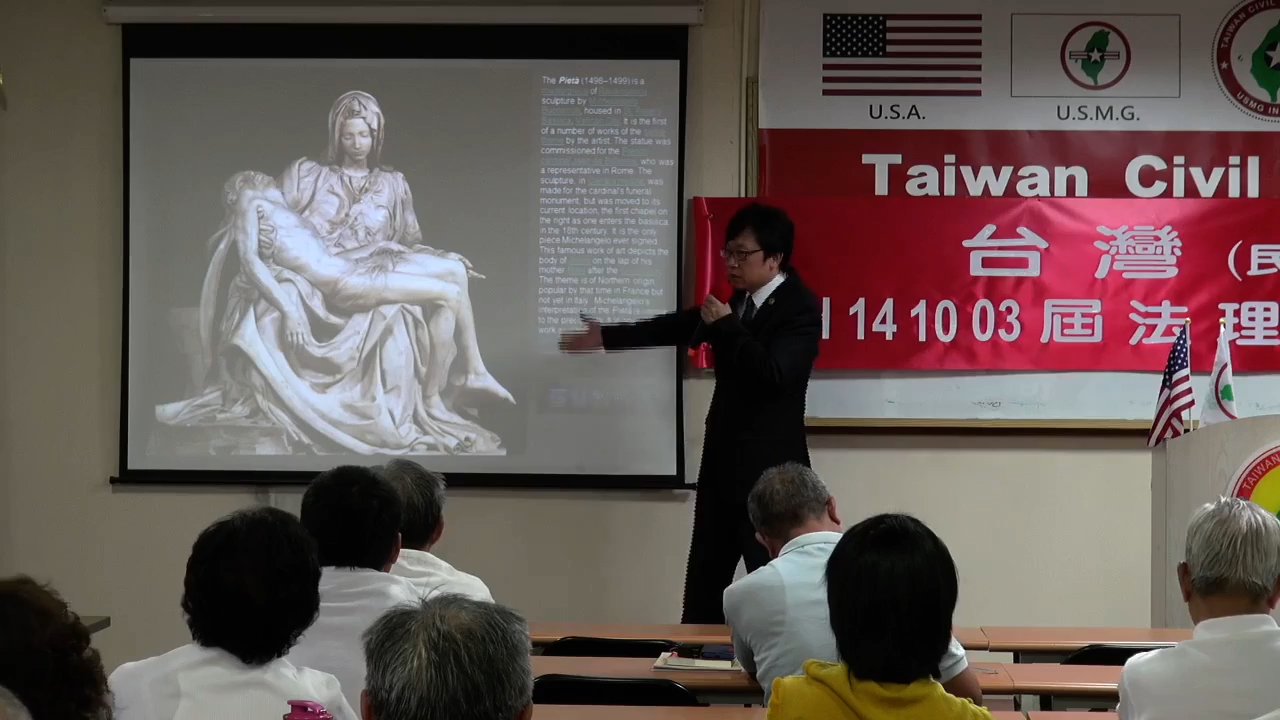 The Pietà (1498–1499) is a
of
sculpture by
housed in
It is the first
of a number of works of the
by the artist. The statue was
commissioned for the
who was
a representative in Rome. The
sculpture, in was
made for the cardinal's funeral
monument, but was moved to its
current location, the first chapel on
the right as one enters the basilica
in the 18th century. It is the only
piece Michelangelo ever signed.
This famous work of art depicts the
body of on the lap of his
mother after the
The theme is of Northern origin,
popular by that time in France but
not yet in Italy. Michelangelo's
interpretation of the Pietà
to the
work
U.S.A.
U.S.M.G.
TAIWAN CIVIL
USMG IN
Taiwan Civil
台灣 (民
14 10 03 屆 法 理
TAIWAN